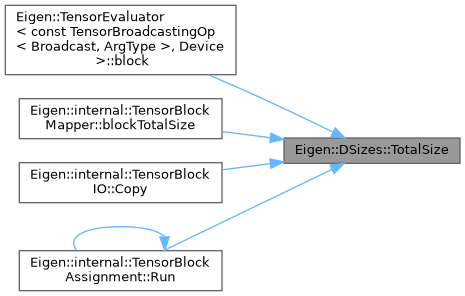 Eigen::TensorEvaluator
< const TensorBroadcastingOp
< Broadcast, ArgType >, Device
>::block
Eigen::internal::TensorBlock
Mapper::blockTotalSize
Eigen::DSizes::TotalSize
Eigen::internal::TensorBlock
IO::Copy
Eigen::internal::TensorBlock
Assignment::Run